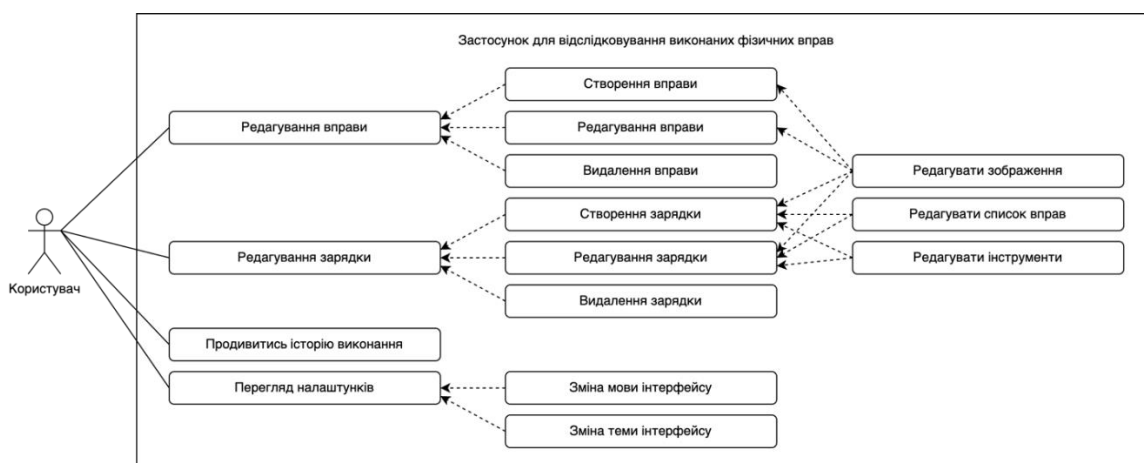 Застосунок для відслідковування виконаних фізичних вправ
Створення вправи
Редагування вправи
Редагування вправи
Видалення вправи
Редагувати зображення
Створення зарядки
Редагувати список вправ
Редагування зарядки
Редагування зарядки
Редагувати інструменти
Користувач
Видалення зарядки
Продивитись історію виконання
Перегляд налаштунків
Зміна мови інтерфейсу
Зміна теми інтерфейсу